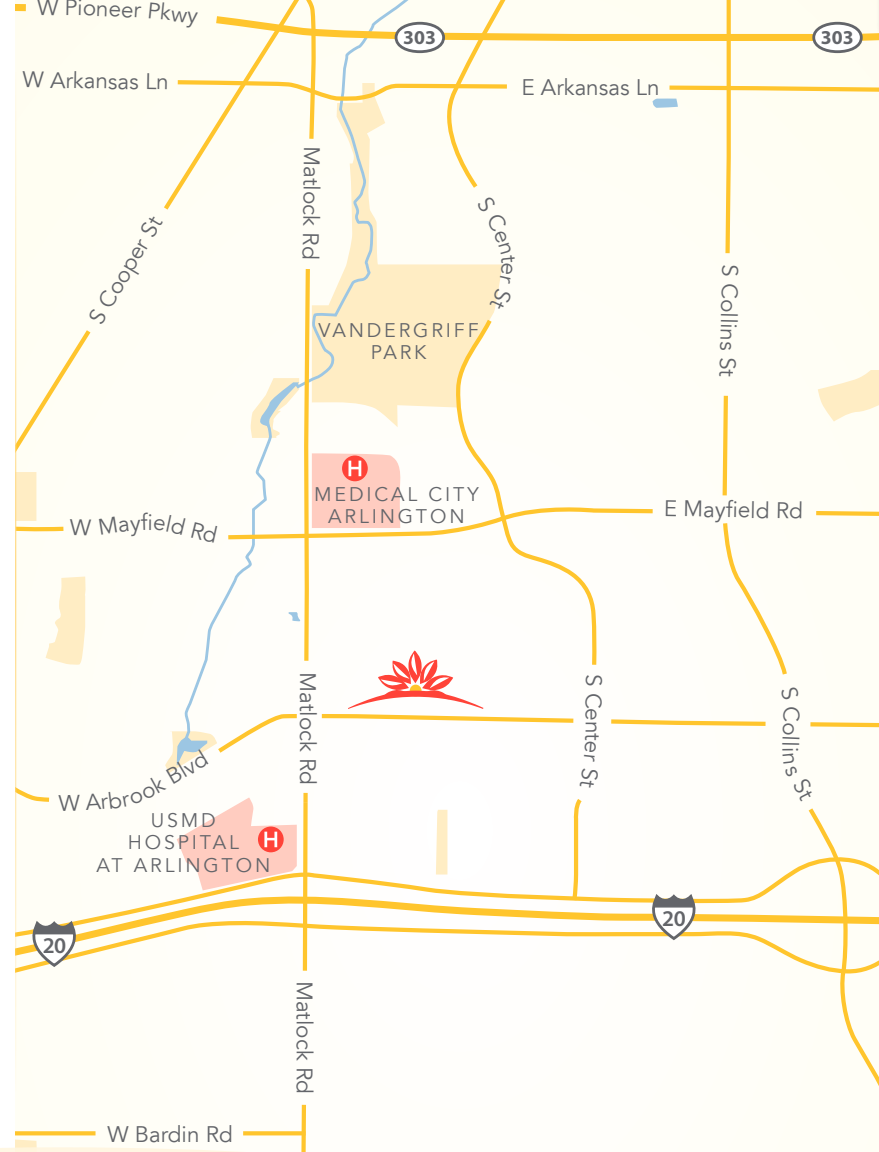 W Pioneer Pkwy
303
303
W Arkansas Ln
E Arkansas Ln
Matlock Rd
S Cooper St
S Center St
S Collins St
VANDERGRIFF
PARK
H
MEDICAL CITY
ARLINGTON
W Mayfield Rd
E Mayfield Rd
Matlock Rd
S Center St
S Collins St
W Arbrook Blvd
USMD
HOSPITAL
AT ARLINGTON
H
20
20
Matlock Rd
W Bardin Rd